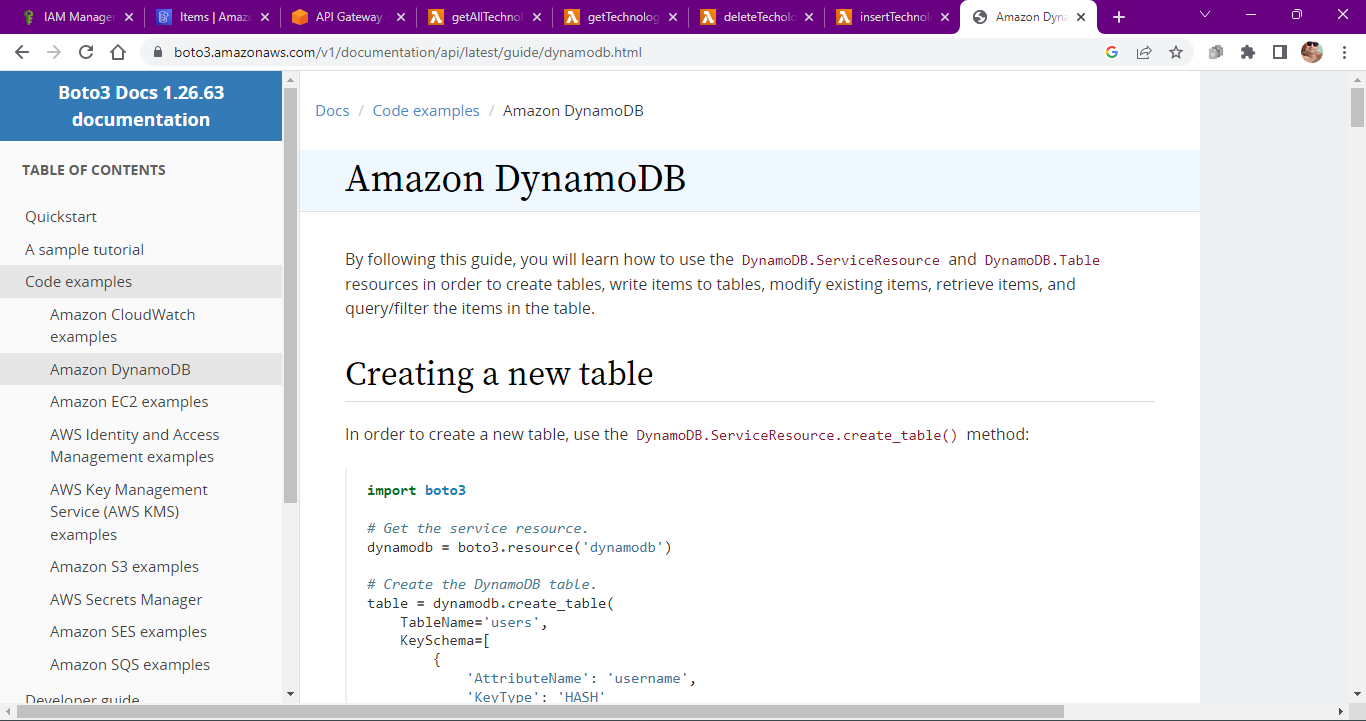 IAM Manager
Items | Amaz
API Gateway
getAllTechnol
getTechnolog
deleteTecholo
insertTechnol
Amazon Dyna
boto3.amazonaws.com/v1/documentation/api/latest/guide/dynamodb.html
Boto3 Docs 1.26.63
documentation
TABLE OF CONTENTS
Quickstart
A sample tutorial
Code examples
Amazon CloudWatch
examples
Amazon DynamoDB
Amazon EC2 examples
AWS Identity and Access
Management examples
AWS Key Management
Service (AWS KMS)
examples
Amazon S3 examples
AWS Secrets Manager
Amazon SES examples
Amazon SQS examples
Developer guide
Docs / Code examples / Amazon DynamoDB
Amazon DynamoDB
By following this guide, you will learn how to use the DynamoDB.ServiceResource and DynamoDB.Table
resources in order to create tables, write items to tables, modify existing items, retrieve items, and
query/filter the items in the table.
Creating a new table
In order to create a new table, use the DynamoDB.ServiceResource.create_table() method:
import boto3
# Get the service resource.
dynamodb = boto3.resource('dynamodb')
# Create the DynamoDB table.
table = dynamodb.create_table(
TableName='users',
KeySchema=[
{
'AttributeName': 'username',
'KeyType': 'HASH'